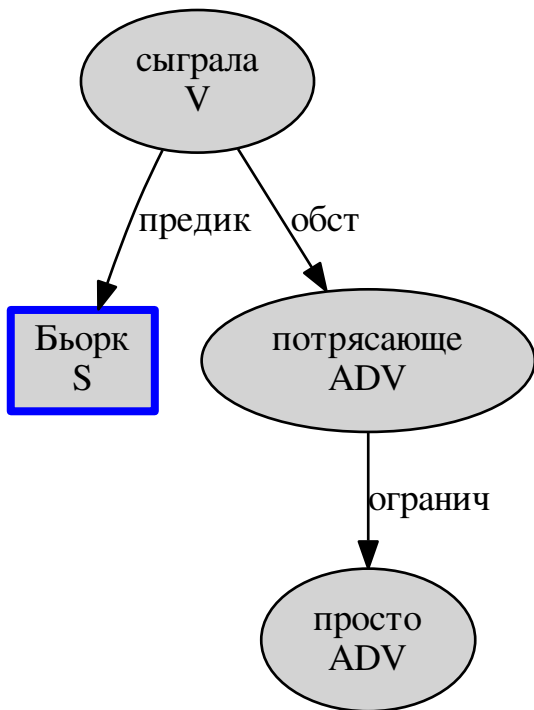 сыграла
V
предик
обст
Бьорк
S
потрясающе
ADV
огранич
просто
ADV